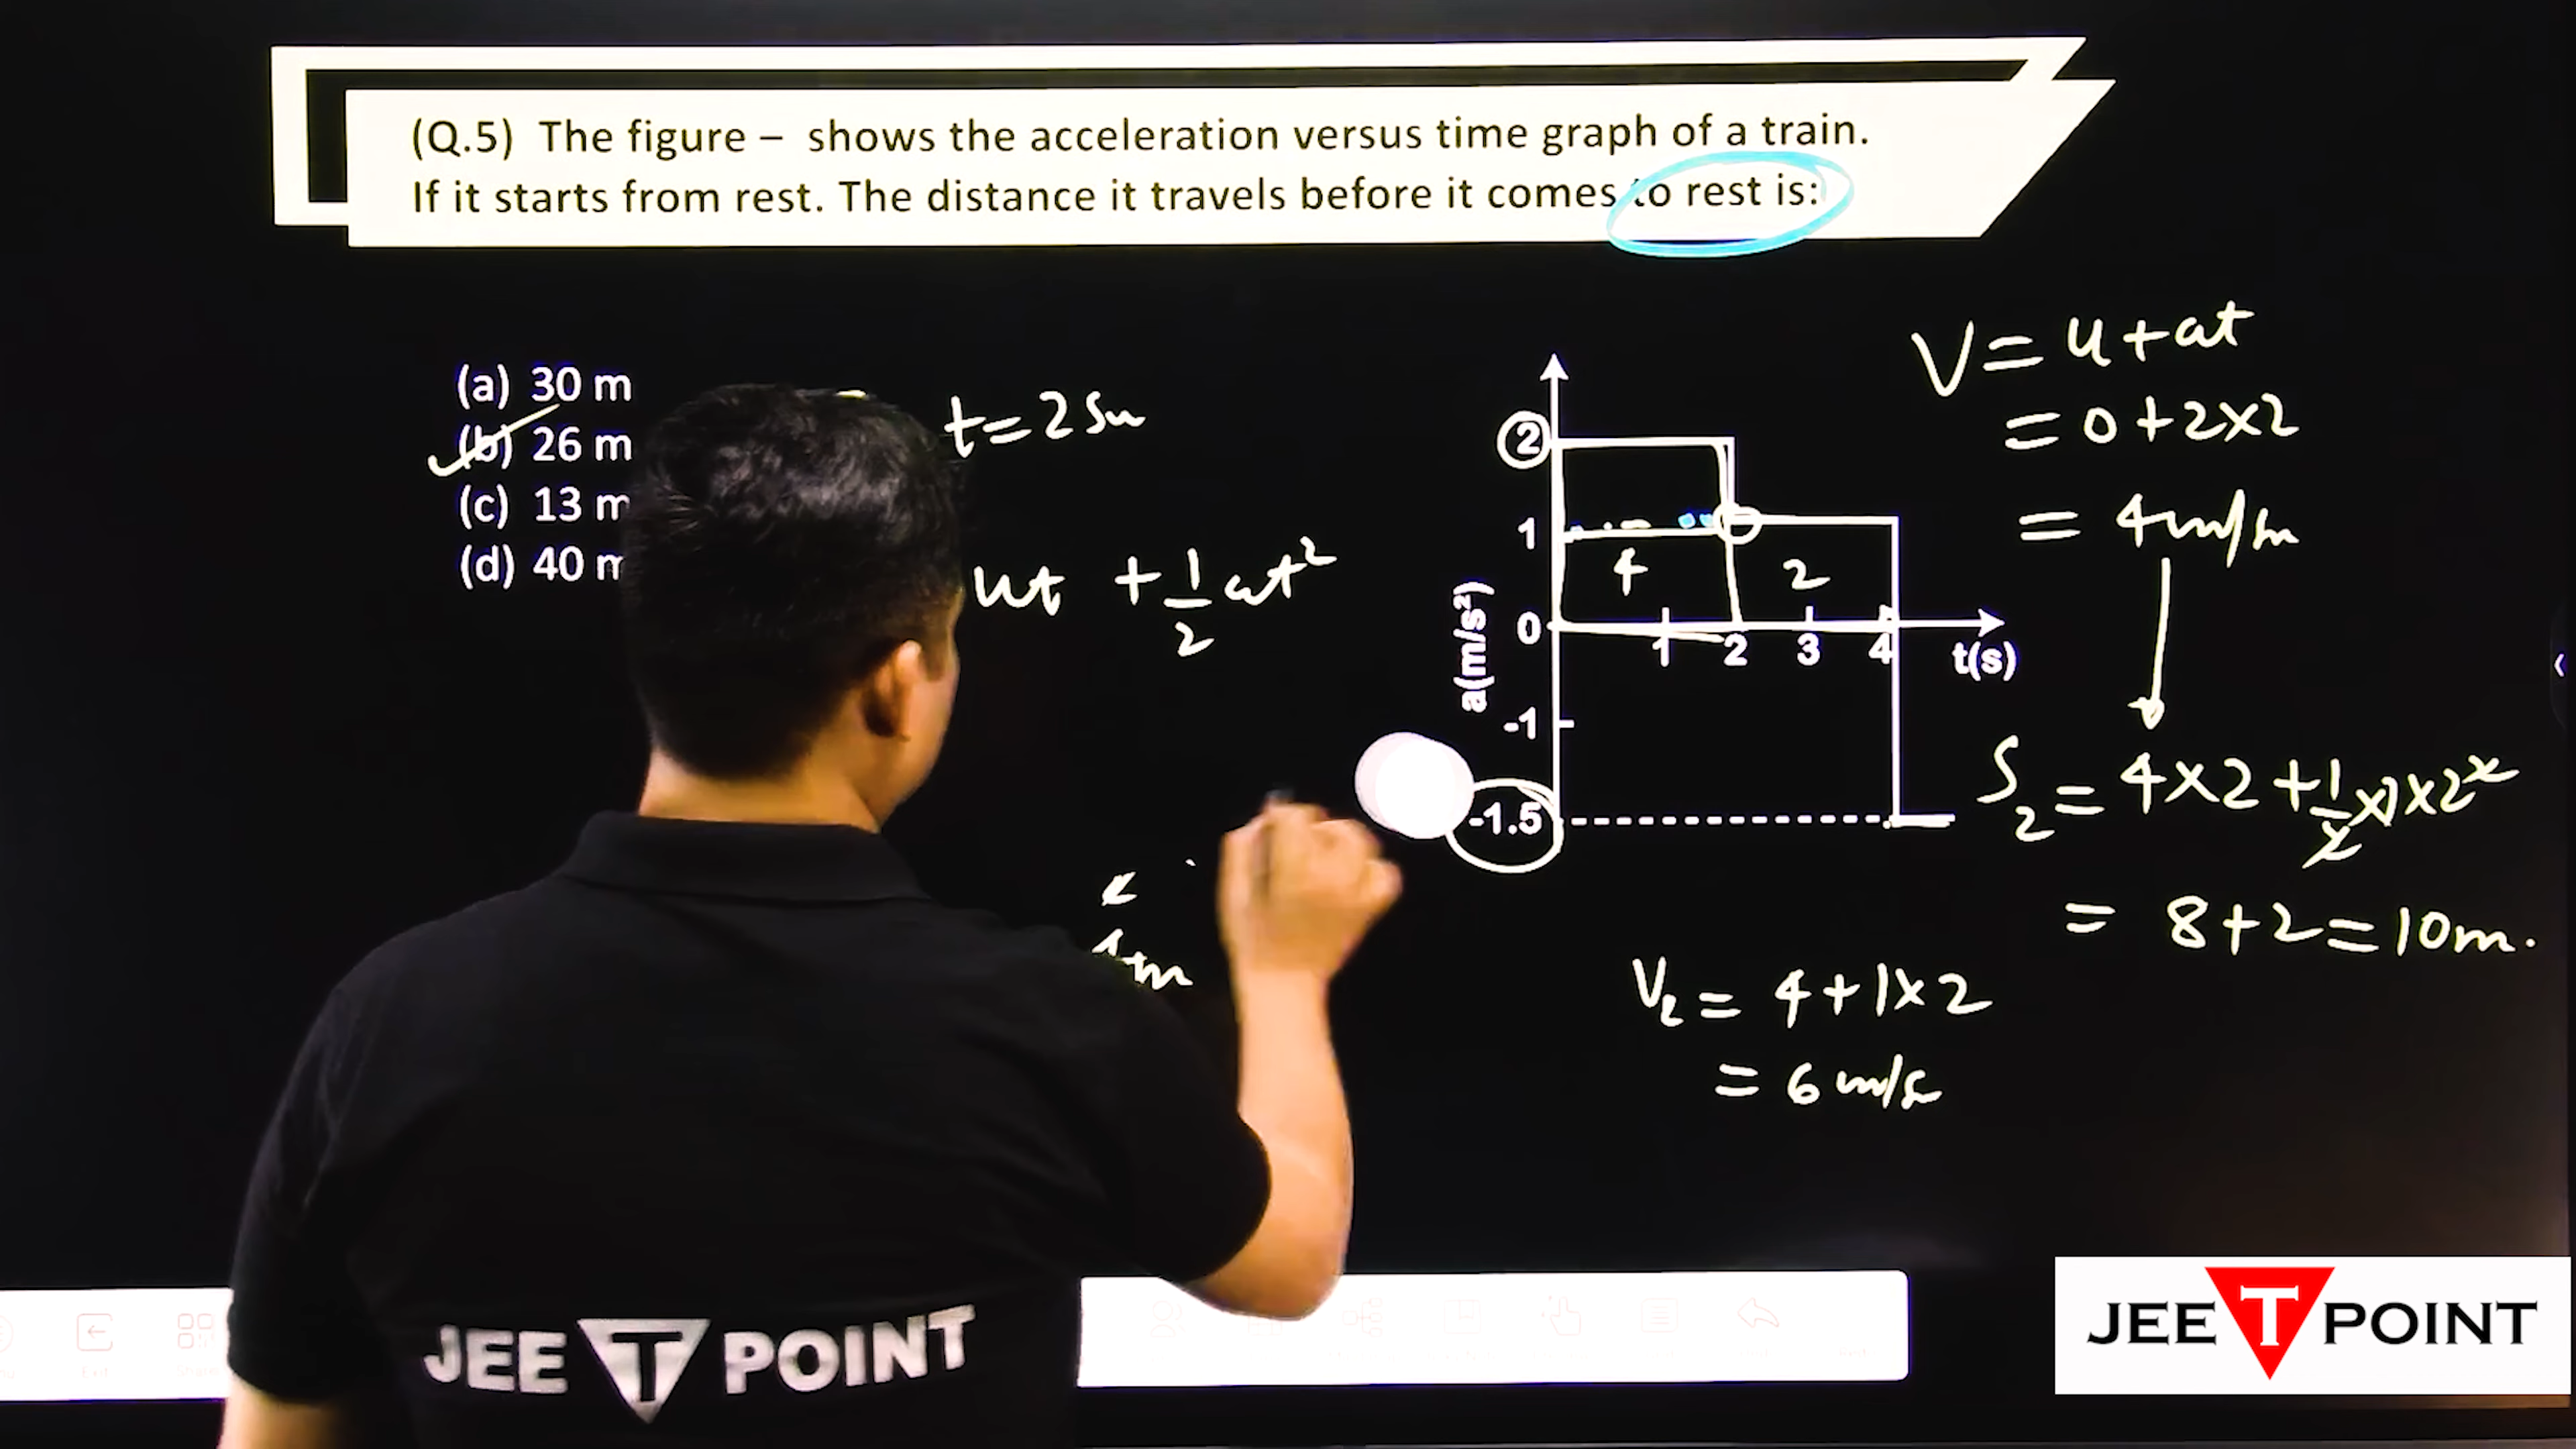 (Q.5) The figure – shows the acceleration versus time graph of a train.
If it starts from rest. The distance it travels before it comes to rest is:
(a) 30 m
(b) 26 m
(c) 13 m
(d) 40 m
t = 2
ut + 1/2 at²
2
1
0
-1
-1.5
a(m/s²)
4
2
1 2 3 4 t(s)
V = u + at
= 0 + 2×2
= 4
S₂ = 4×2 + 1/2 ×1×2²
= 8+2 = 10m.
V₂ = 4+1×2
= 6 m/s
JEE T POINT
Exit
Share
JEE T POINT